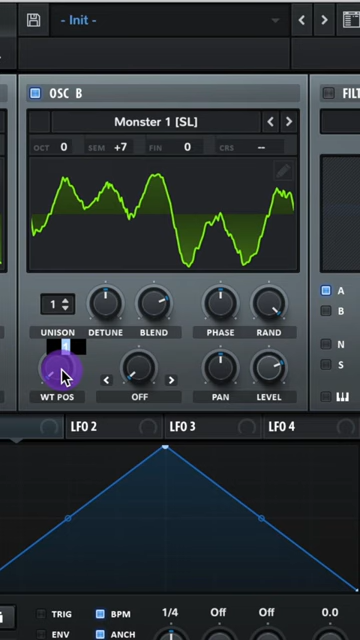 - Init -
OSC B
FILT
Monster 1 [SL]
OCT 0 SEM +7 FIN 0 CRS --
1
UNISON DETUNE BLEND PHASE RAND
A
B
N
S
WT POS OFF PAN LEVEL
LFO 2 LFO 3 LFO 4
TRIG BPM 1/4 Off Off 0.0
ENV ANCH